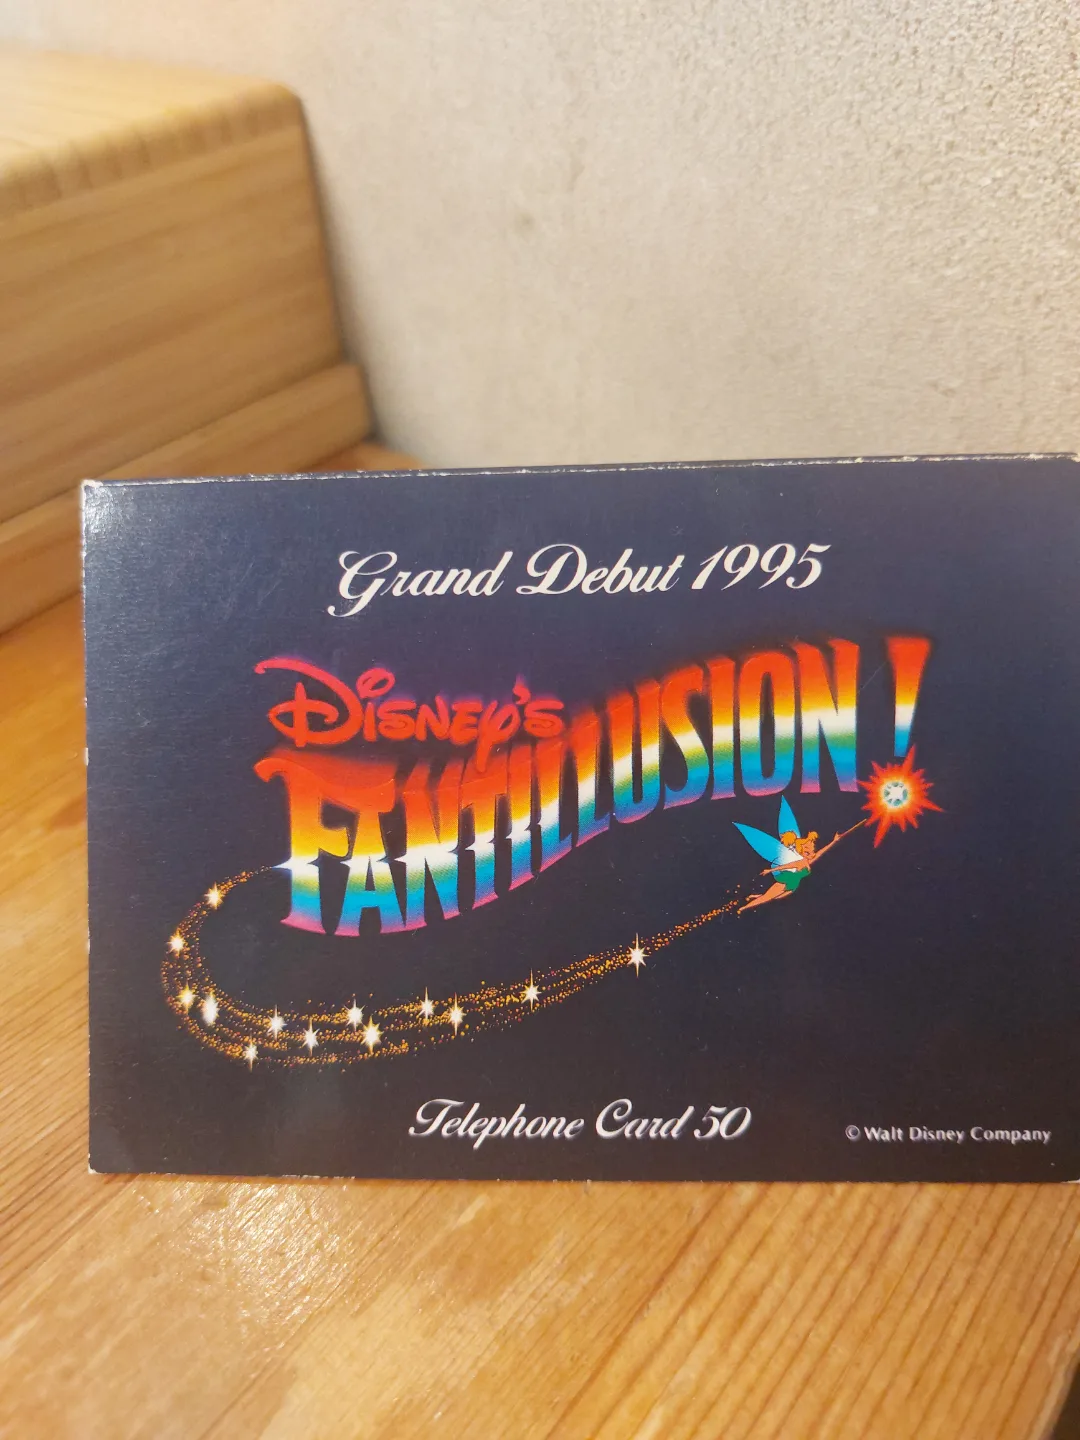 Grand Debut 1995
DISNEY'S
FANTILLUSION!
Telephone Card 50
© Walt Disney Company